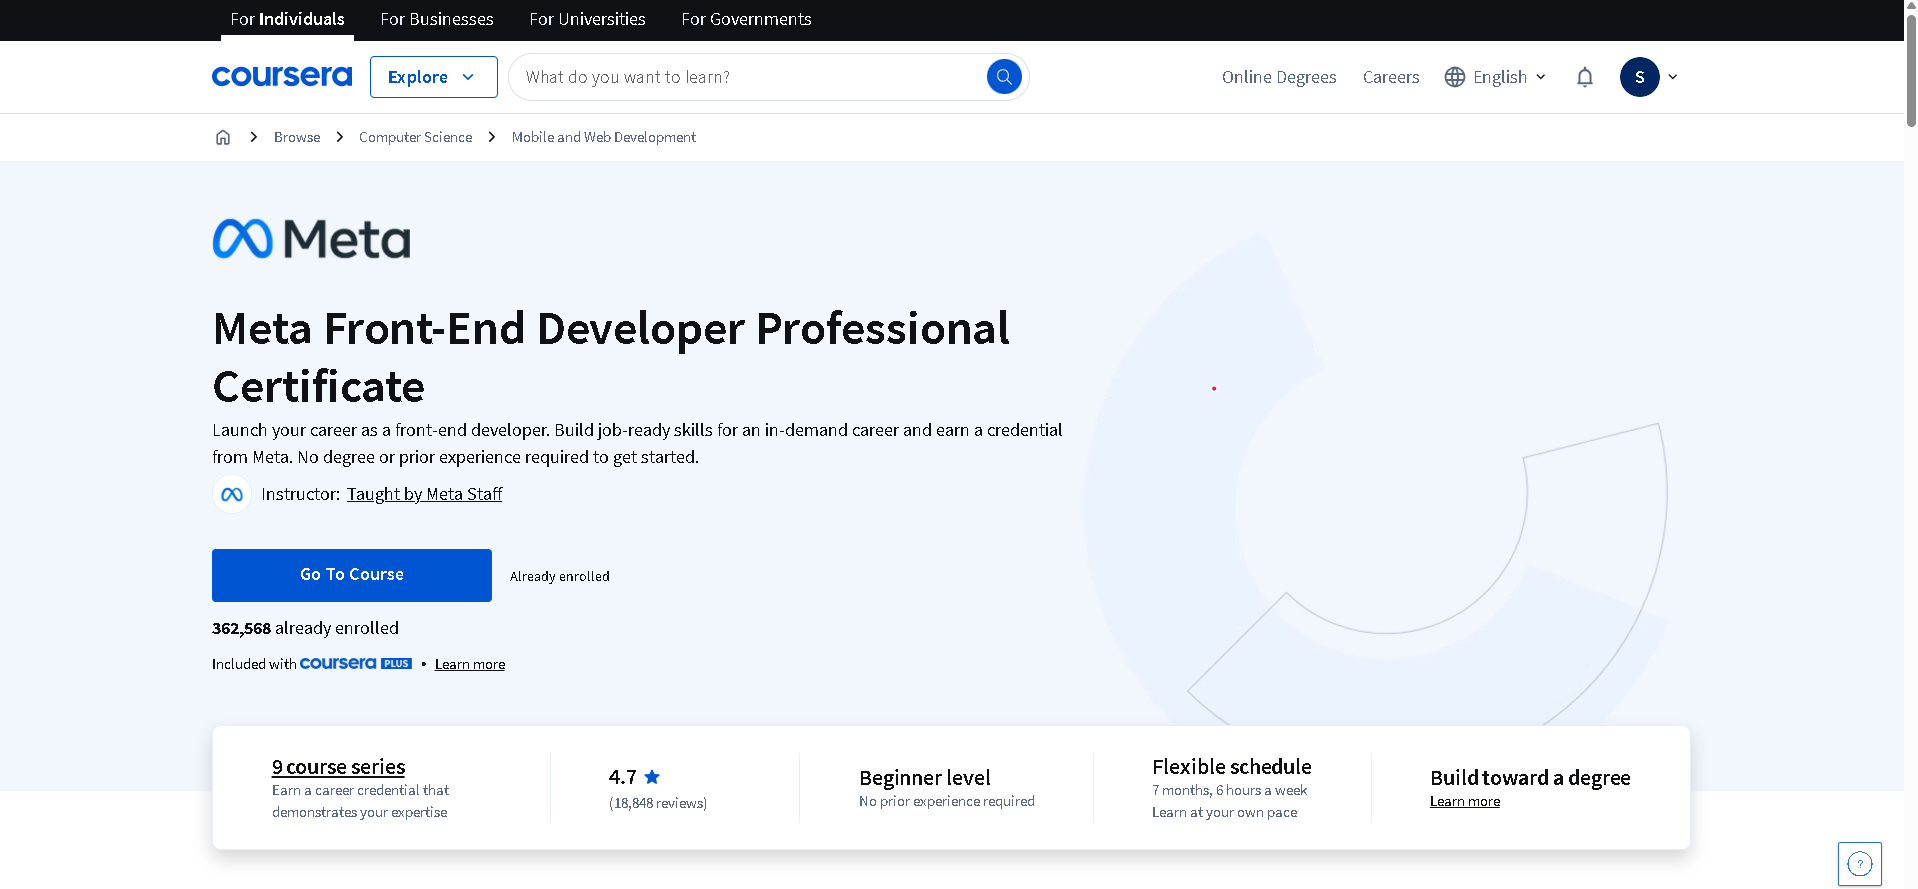 For Individuals For Businesses For Universities For Governments
coursera Explore What do you want to learn? Online Degrees Careers English S
Browse Computer Science Mobile and Web Development
Meta
Meta Front-End Developer Professional
Certificate
Launch your career as a front-end developer. Build job-ready skills for an in-demand career and earn a credential
from Meta. No degree or prior experience required to get started.
Instructor: Taught by Meta Staff
Go To Course Already enrolled
362,568 already enrolled
Included with coursera PLUS • Learn more
9 course series
Earn a career credential that
demonstrates your expertise
4.7
(18,848 reviews)
Beginner level
No prior experience required
Flexible schedule
7 months, 6 hours a week
Learn at your own pace
Build toward a degree
Learn more
?